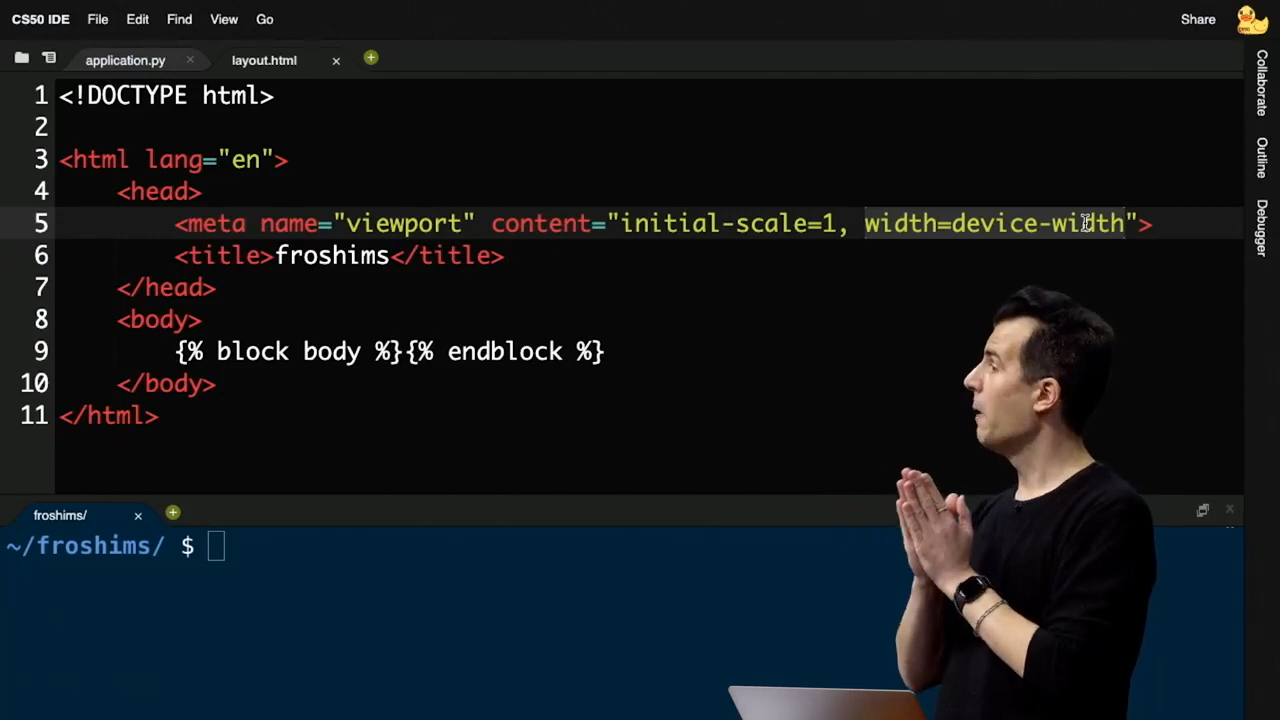 CS50 IDE File Edit Find View Go Share
application.py × layout.html ×
1 <!DOCTYPE html>
2
3 <html lang="en">
4     <head>
5         <meta name="viewport" content="initial-scale=1, width=device-width">
6         <title>froshims</title>
7     </head>
8     <body>
9         {% block body %}{% endblock %}
10     </body>
11 </html>
Collaborate
Outline
Debugger
froshims/ ×
~/froshims/ $